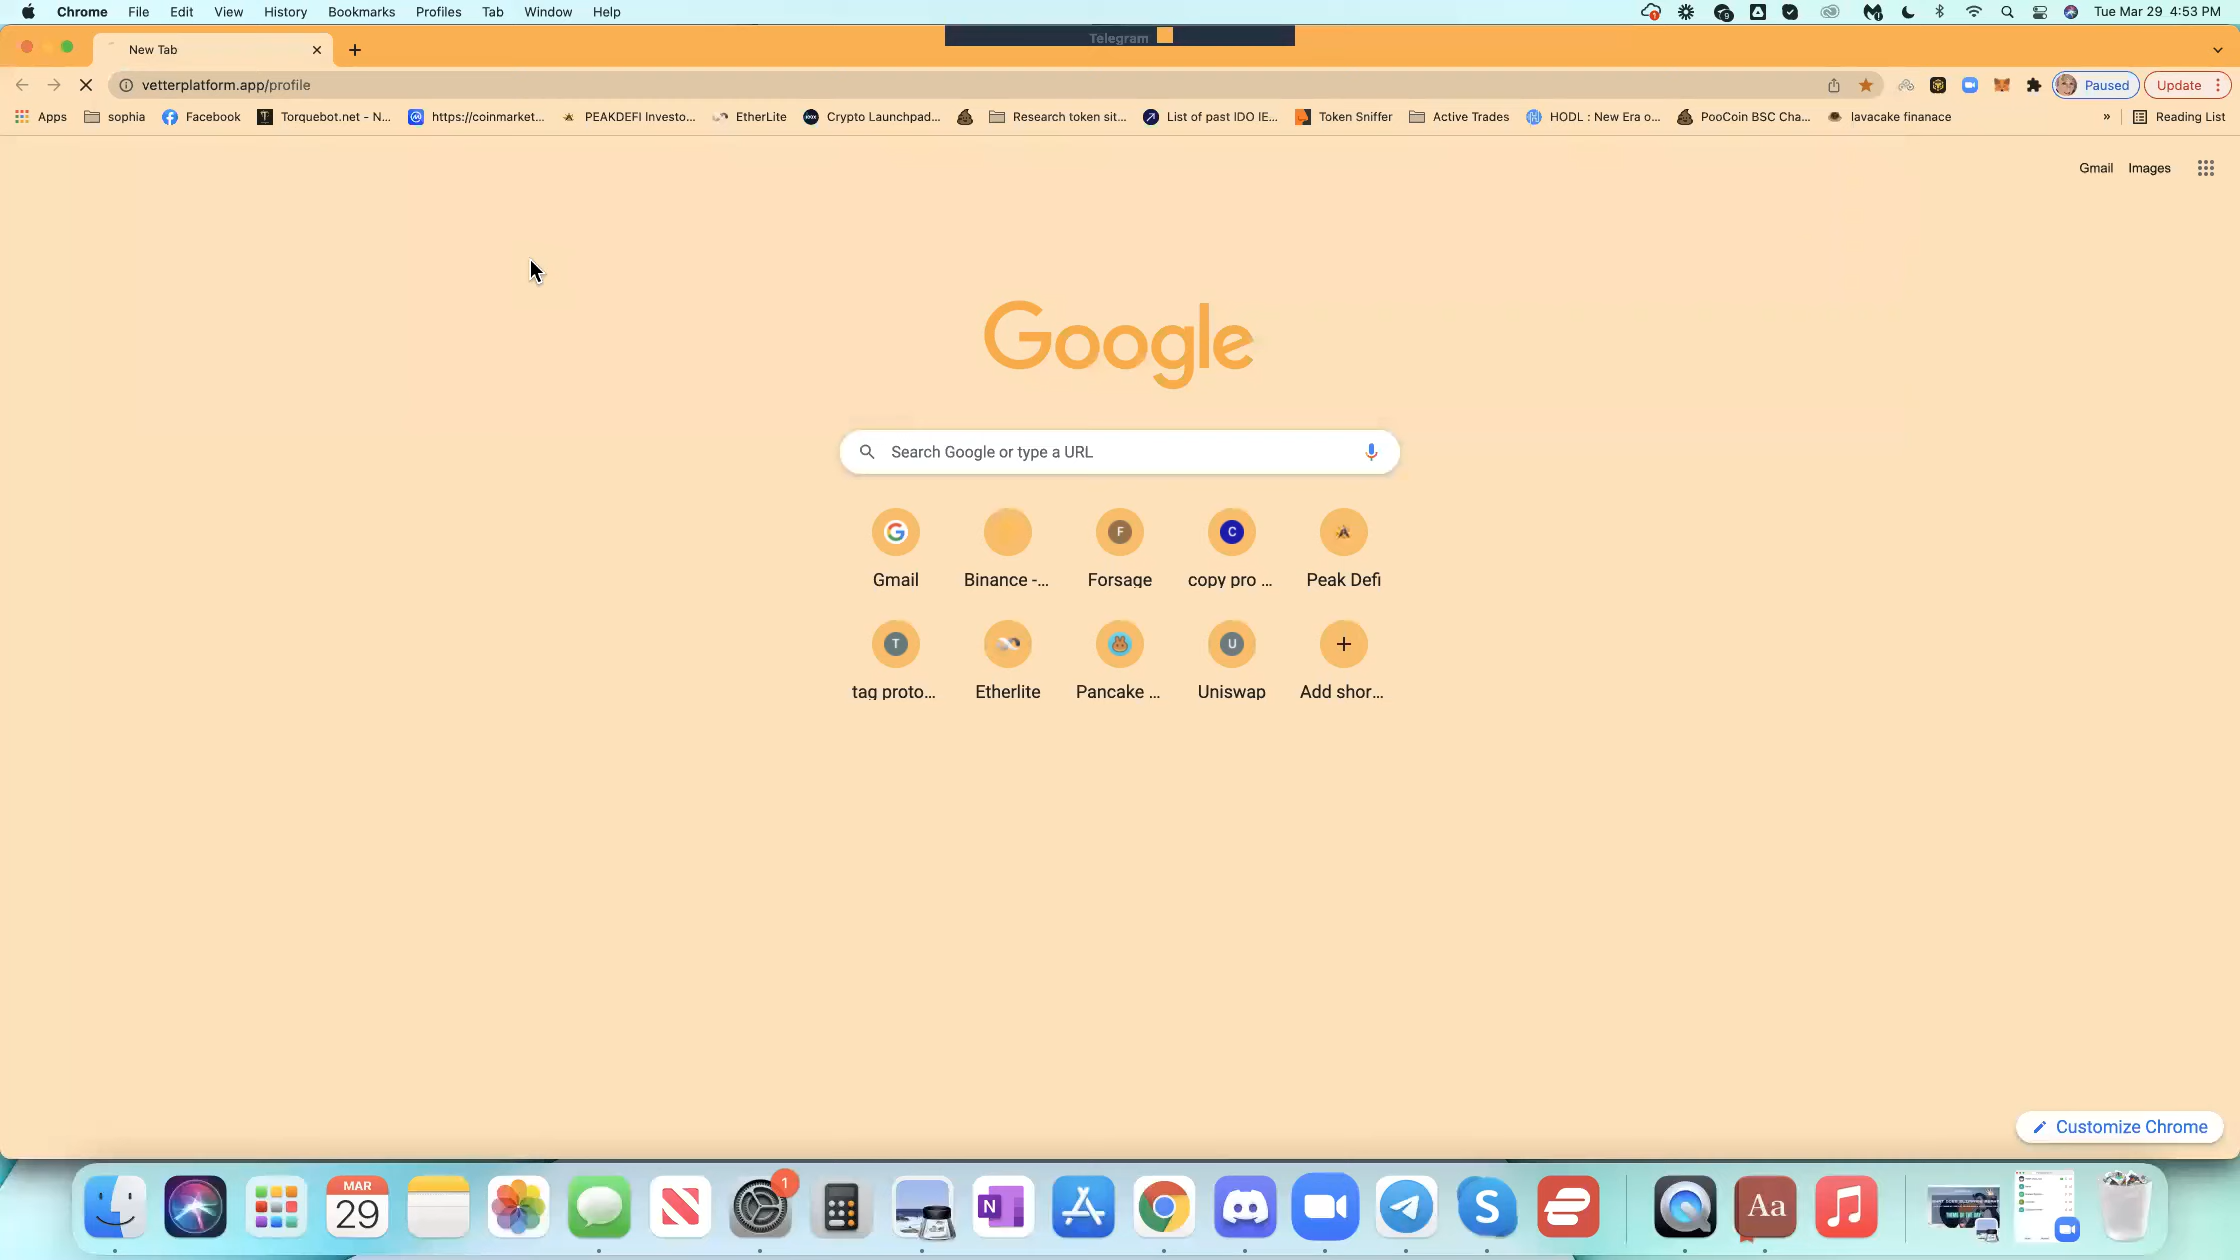 Chrome File Edit View History Bookmarks Profiles Tab Window Help 9 Tue Mar 29 4:53 PM
Telegram
New Tab
vetterplatform.app/profile Paused Update
Apps sophia Facebook Torquebot.net - N... https://coinmarket... PEAKDEFI Investo... EtherLite Crypto Launchpad... Research token sit... List of past IDO IE... Token Sniffer Active Trades HODL : New Era o... PooCoin BSC Cha... lavacake finanace » Reading List
Gmail Images
Google
Search Google or type a URL
F C
Gmail Binance -... Forsage copy pro ... Peak Defi
T U
tag proto... Etherlite Pancake ... Uniswap Add shor...
Customize Chrome
MAR 1
29 N S Aa